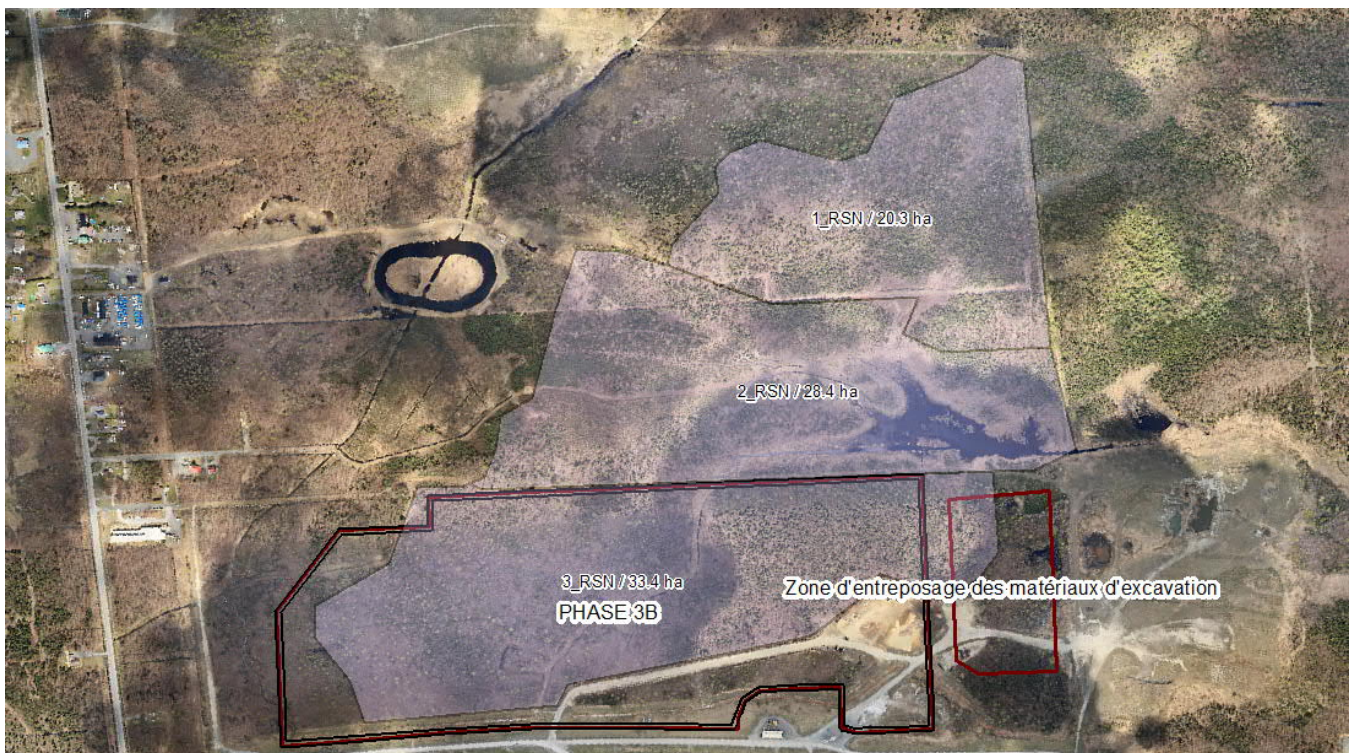 1_RSN / 20.3 ha
2_RSN / 28.4 ha
3_RSN / 33.4 ha
Zone d'entreposage des matériaux d'excavation
PHASE 3B